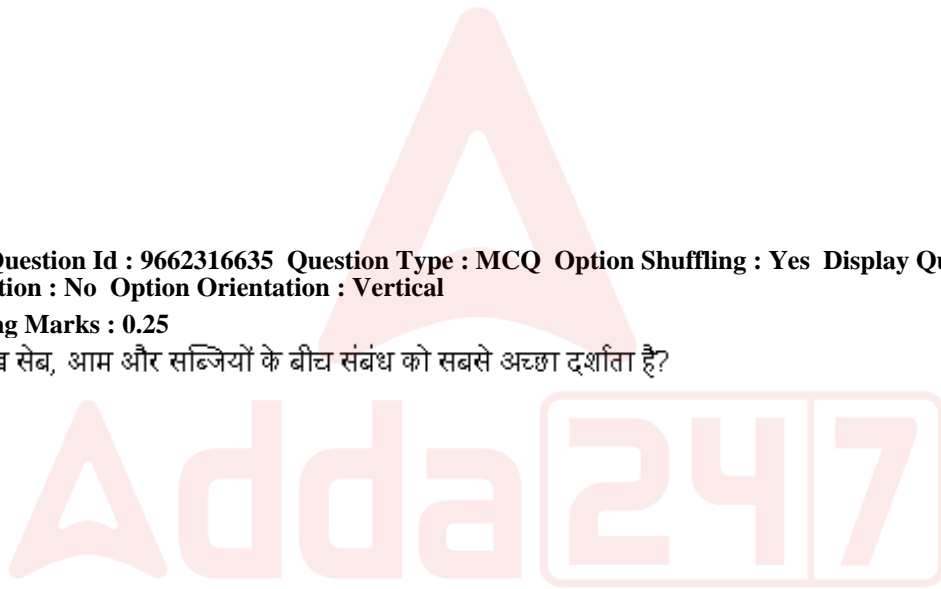 Question Id : 9662316635 Question Type : MCQ Option Shuffling : Yes Display Qu
tion : No Option Orientation : Vertical
ng Marks : 0.25
सेब, आम और सब्जियों के बीच संबंध को सबसे अच्छा दर्शाता है?
Adda247